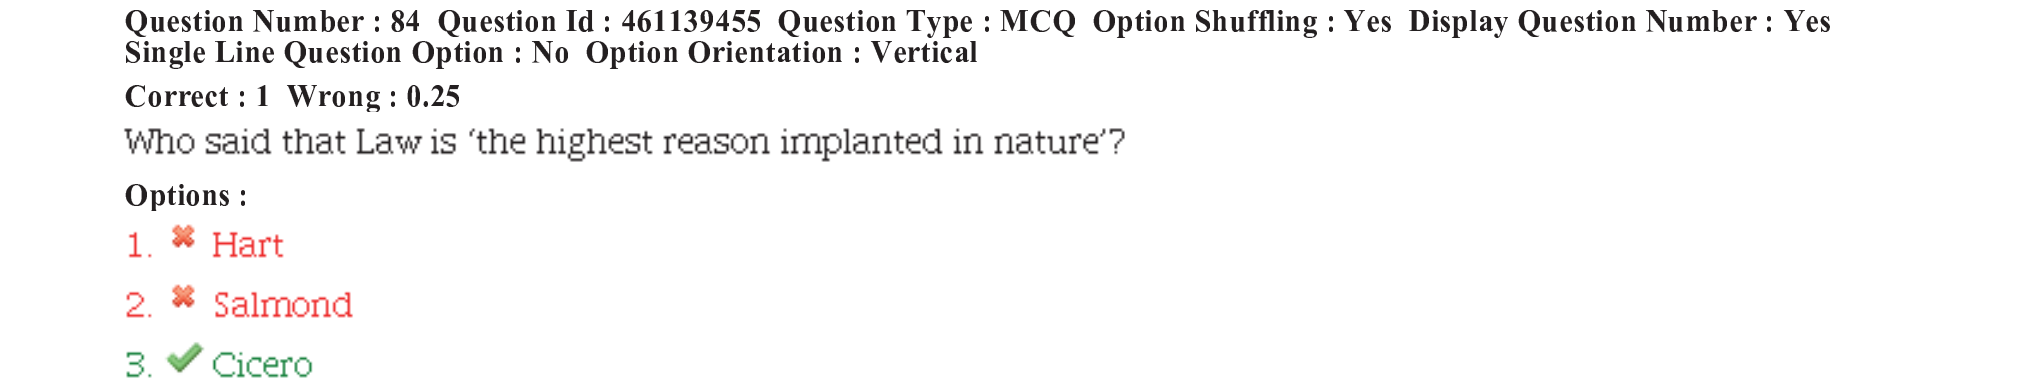 Question Number : 84 Question Id : 461139455 Question Type : MCQ Option Shuffling : Yes Display Question Number : Yes
Single Line Question Option : No Option Orientation : Vertical
Correct : 1 Wrong : 0.25
Who said that Law is ‘the highest reason implanted in nature’?
Options :
1. ✖ Hart
2. ✖ Salmond
3. ✔ Cicero